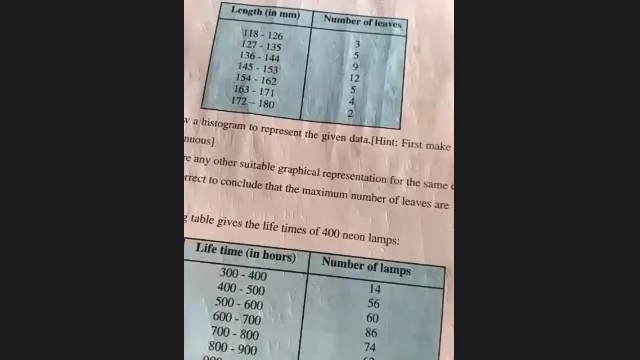 Length (in mm) Number of leaves
118 - 126 3
127 - 135 5
136 - 144 9
145 - 153 12
154 - 162 5
163 - 171 4
172 – 180 2
w a histogram to represent the given data.[Hint: First make
nuous]
re any other suitable graphical representation for the same
rrect to conclude that the maximum number of leaves are
g table gives the life times of 400 neon lamps:
Life time (in hours) Number of lamps
300 - 400 14
400 - 500 56
500 - 600 60
600 - 700 86
700 - 800 74
800 - 900